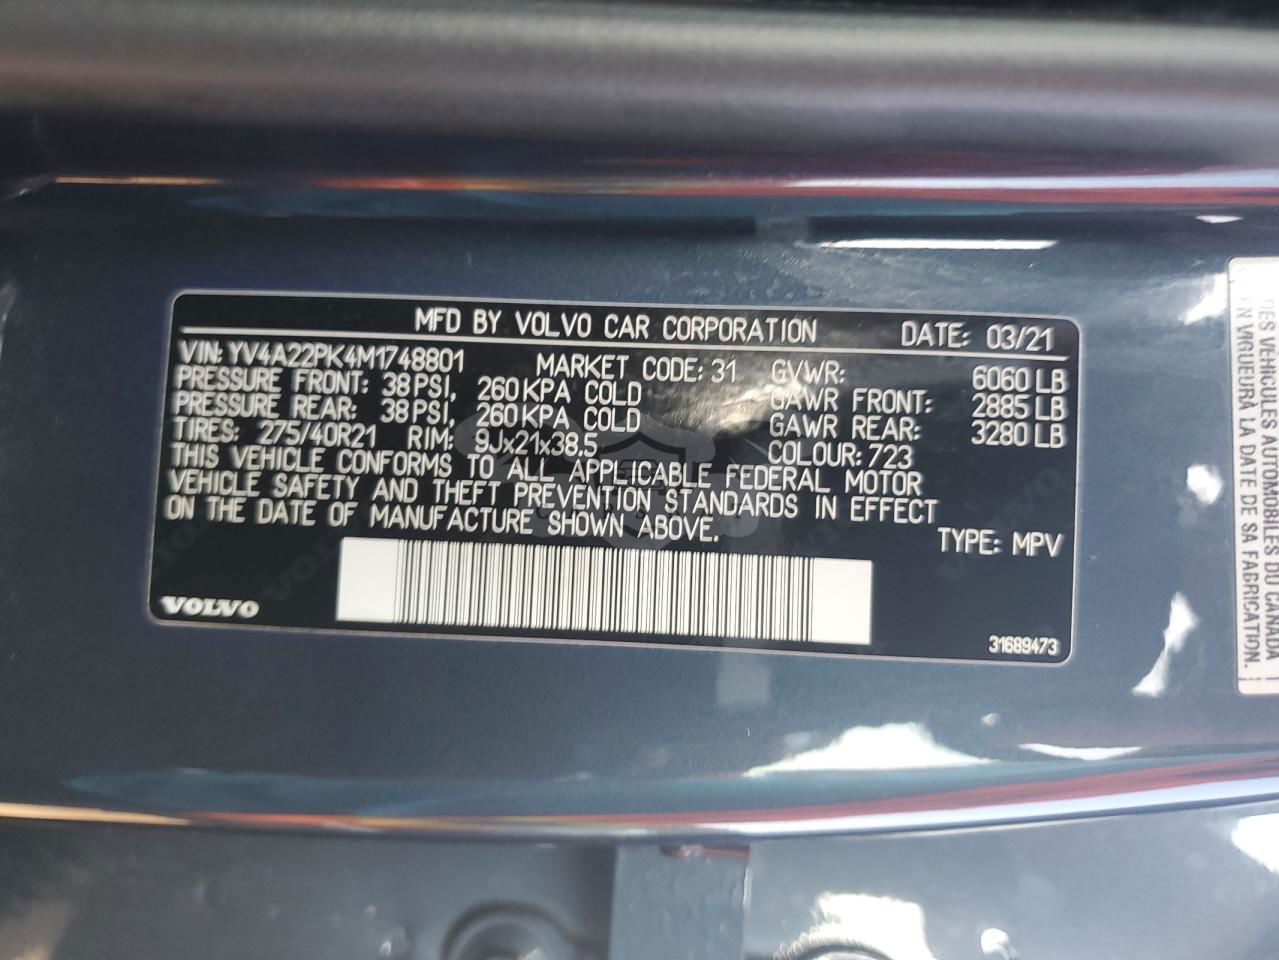 MFD BY VOLVO CAR CORPORATION DATE: 03/21
VIN: YV4A22PK4M1748801 MARKET CODE: 31 GVWR: 6060 LB
PRESSURE FRONT: 38 PSI, 260 KPA COLD GAWR FRONT: 2885 LB
PRESSURE REAR: 38 PSI, 260 KPA COLD GAWR REAR: 3280 LB
TIRES: 275/40R21 RIM: 9Jx21x38.5 COLOUR: 723
THIS VEHICLE CONFORMS TO ALL APPLICABLE FEDERAL MOTOR
VEHICLE SAFETY AND THEFT PREVENTION STANDARDS IN EFFECT
ON THE DATE OF MANUFACTURE SHOWN ABOVE.
TYPE: MPV
VOLVO
31689473
DES VEHICULES AUTOMOBILES DU CANADA
EN VIGUEUR A LA DATE DE SA FABRICATION.